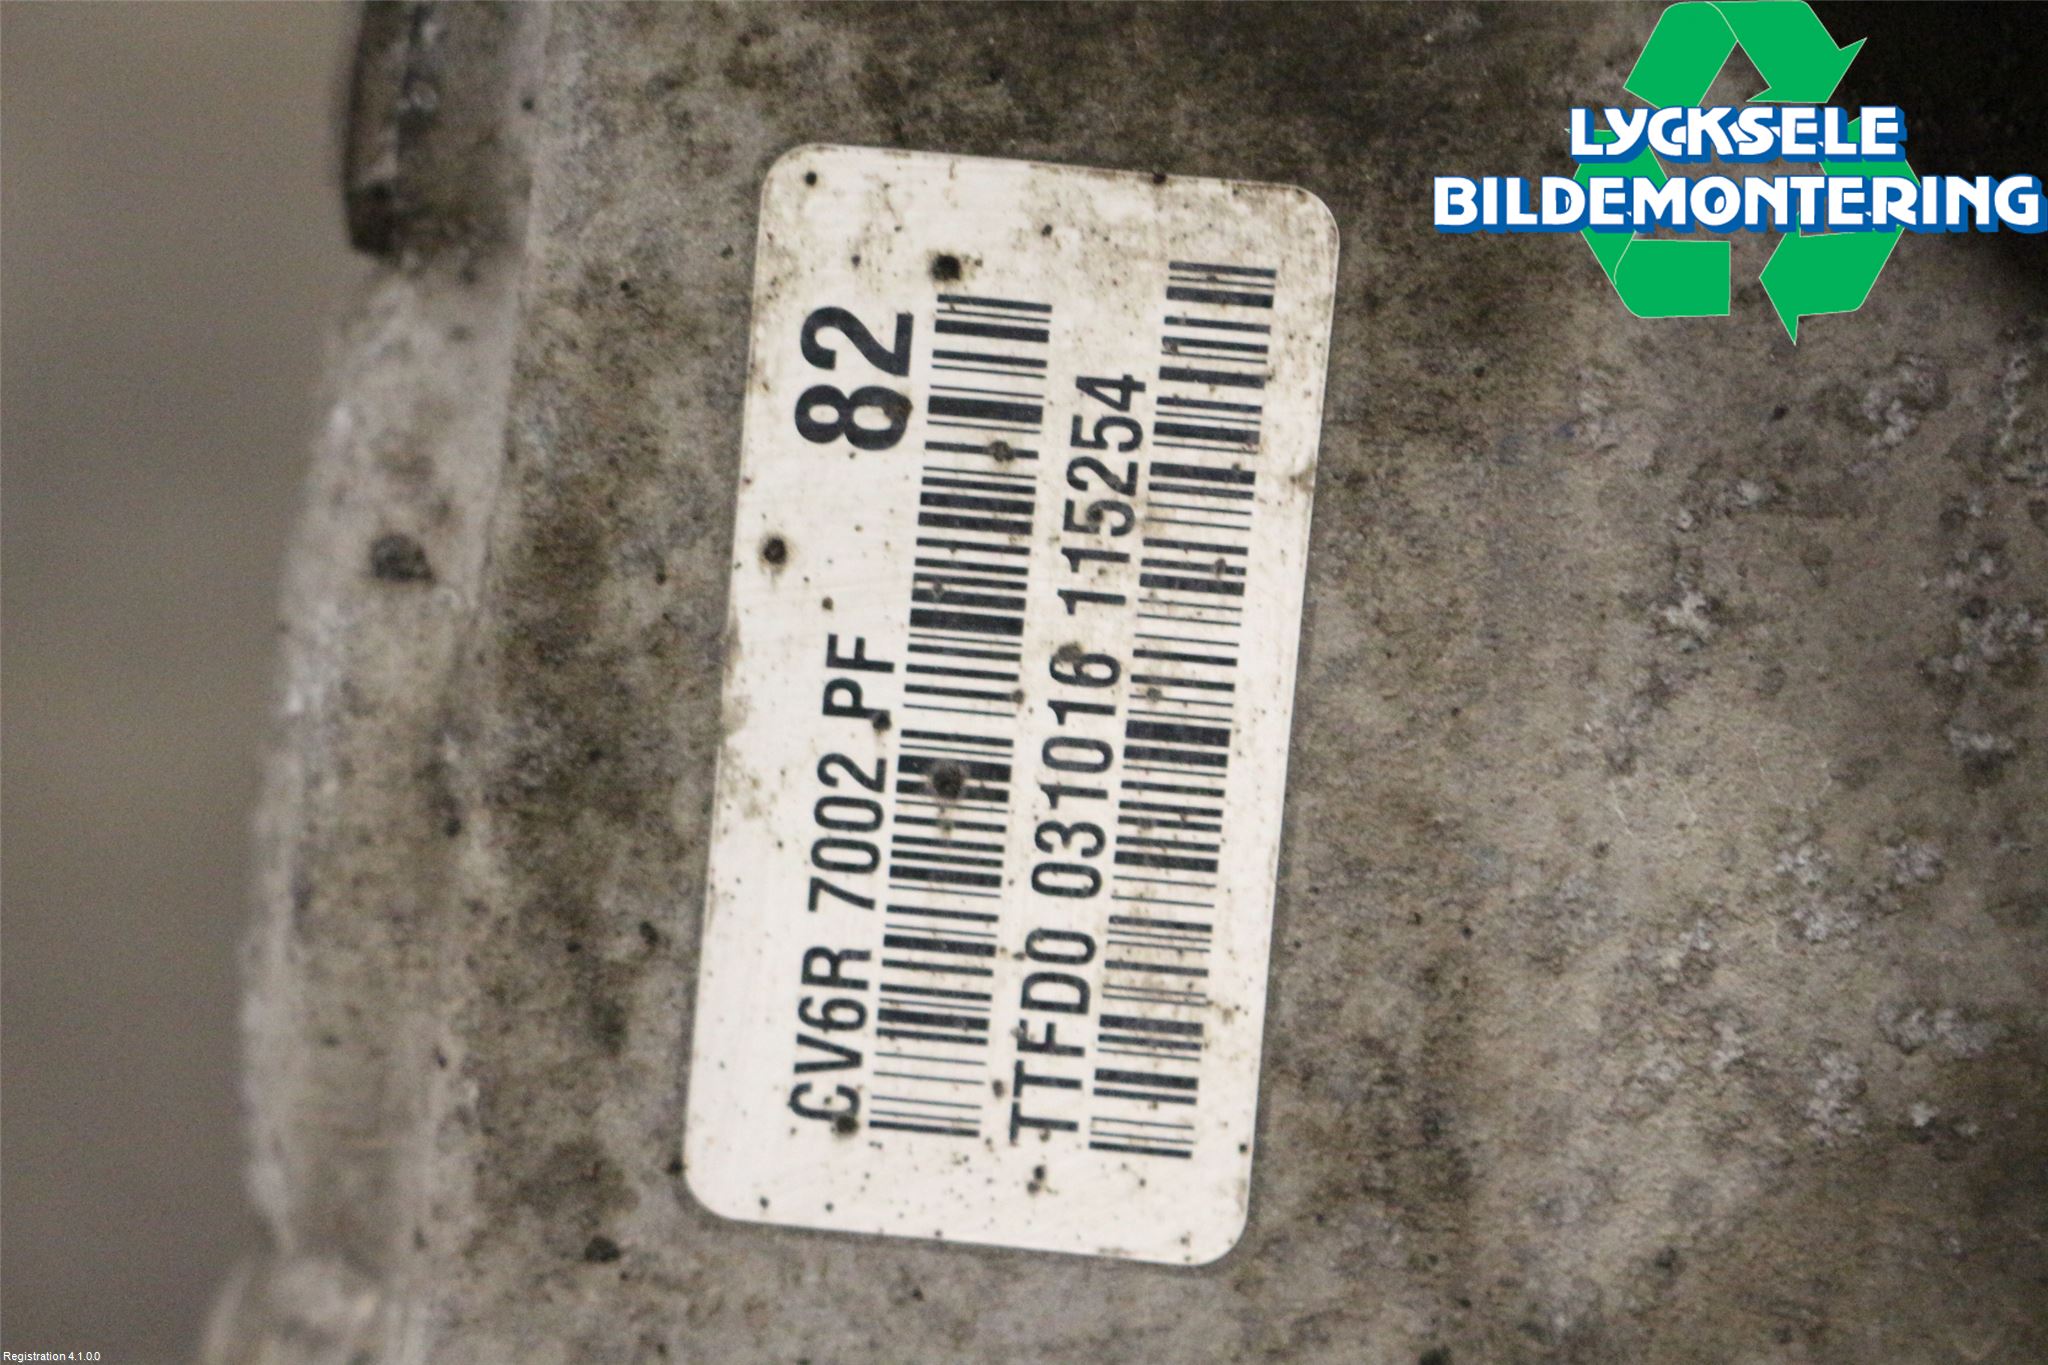 LYCKSELE
BILDEMONTERING
CV6R 7002 PF 82
TTFD0 031016 115254
Registration 4.1.0.0